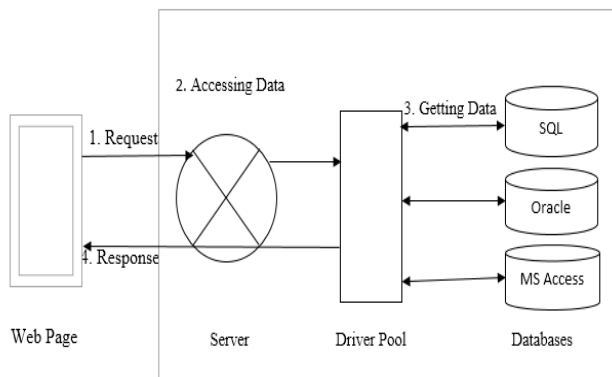 2. Accessing Data
3. Getting Data
1. Request
SQL
Oracle
4. Response
MS Access
Web Page
Server
Driver Pool
Databases